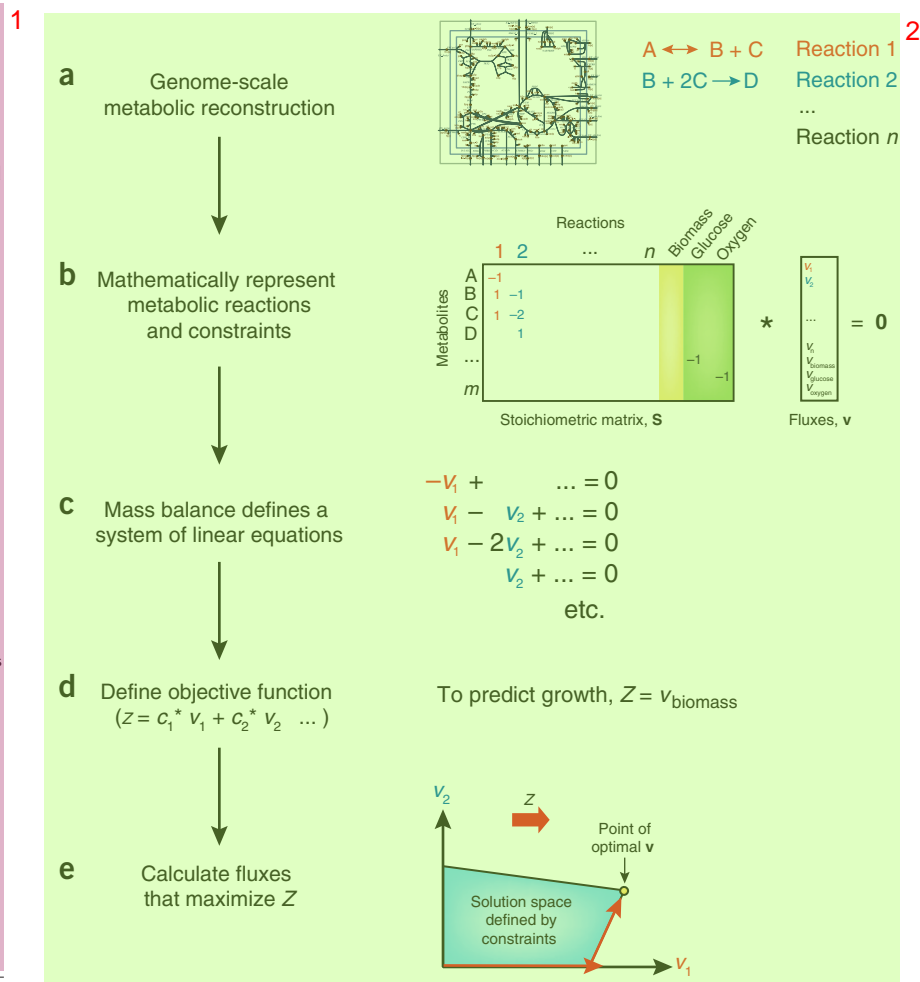 1
2
a
Genome-scale
metabolic reconstruction
A ↔ B + C Reaction 1
B + 2C → D Reaction 2
...
Reaction n
b
Mathematically represent
metabolic reactions
and constraints
Reactions
1 2 ... n Biomass Glucose Oxygen
Metabolites
A −1
B 1 −1
C 1 −2
D 1
... −1
−1
m
Stoichiometric matrix, S
*
v₁
v₂
...
vₙ
v_biomass
v_glucose
v_oxygen
= 0
Fluxes, v
c
Mass balance defines a
system of linear equations
−v₁ + ... = 0
v₁ − v₂ + ... = 0
v₁ − 2v₂ + ... = 0
v₂ + ... = 0
etc.
d
Define objective function
(z = c₁* v₁ + c₂* v₂ ... )
To predict growth, Z = v_biomass
e
Calculate fluxes
that maximize Z
v₂
Z
Point of
optimal v
Solution space
defined by
constraints
v₁